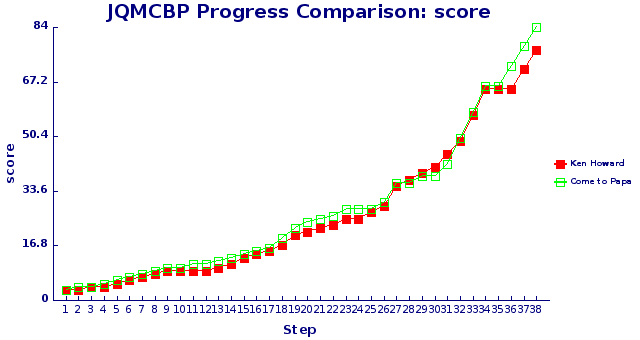 JQMCBP Progress Comparison: score
84
67.2
50.4
33.6
16.8
0
score
1 2 3 4 5 6 7 8 9 10 11 12 13 14 15 16 17 18 19 20 21 22 23 24 25 26 27 28 29 30 31 32 33 34 35 36 37 38
Step
Ken Howard
Come to Papa